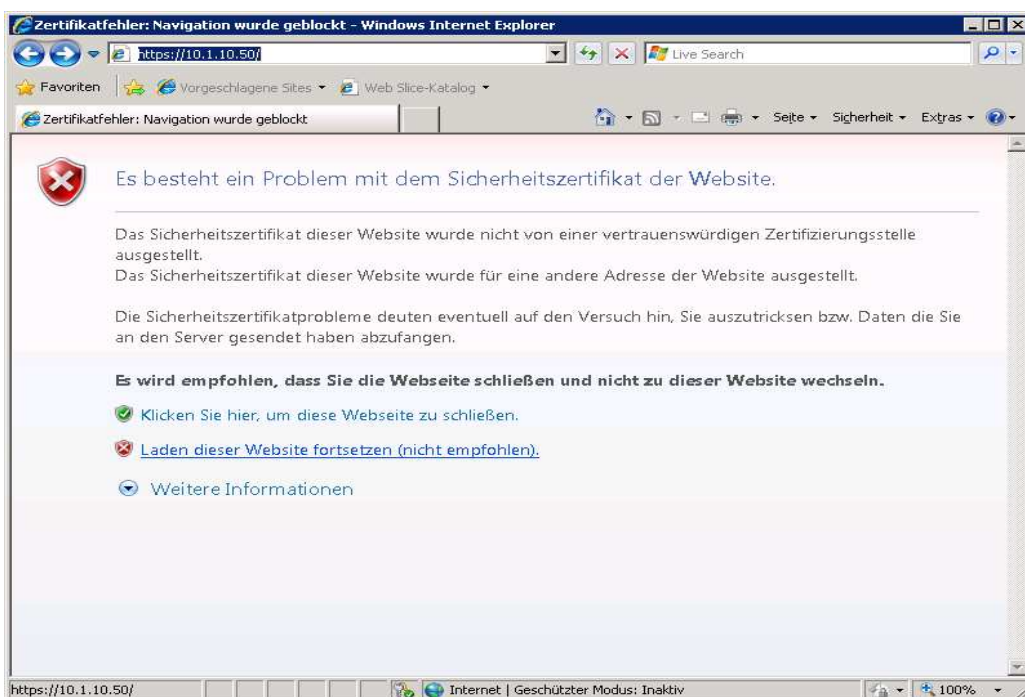 Zertifikatfehler: Navigation wurde geblockt - Windows Internet Explorer
https://10.1.10.50/
Live Search
Favoriten
Vorgeschlagene Sites
Web Slice-Katalog
Zertifikatfehler: Navigation wurde geblockt
Seite
Sicherheit
Extras
Es besteht ein Problem mit dem Sicherheitszertifikat der Website.
Das Sicherheitszertifikat dieser Website wurde nicht von einer vertrauenswürdigen Zertifizierungsstelle
ausgestellt.
Das Sicherheitszertifikat dieser Website wurde für eine andere Adresse der Website ausgestellt.
Die Sicherheitszertifikatprobleme deuten eventuell auf den Versuch hin, Sie auszutricksen bzw. Daten die Sie
an den Server gesendet haben abzufangen.
Es wird empfohlen, dass Sie die Webseite schließen und nicht zu dieser Website wechseln.
Klicken Sie hier, um diese Webseite zu schließen.
Laden dieser Website fortsetzen (nicht empfohlen).
Weitere Informationen
https://10.1.10.50/
Internet | Geschützter Modus: Inaktiv
100%